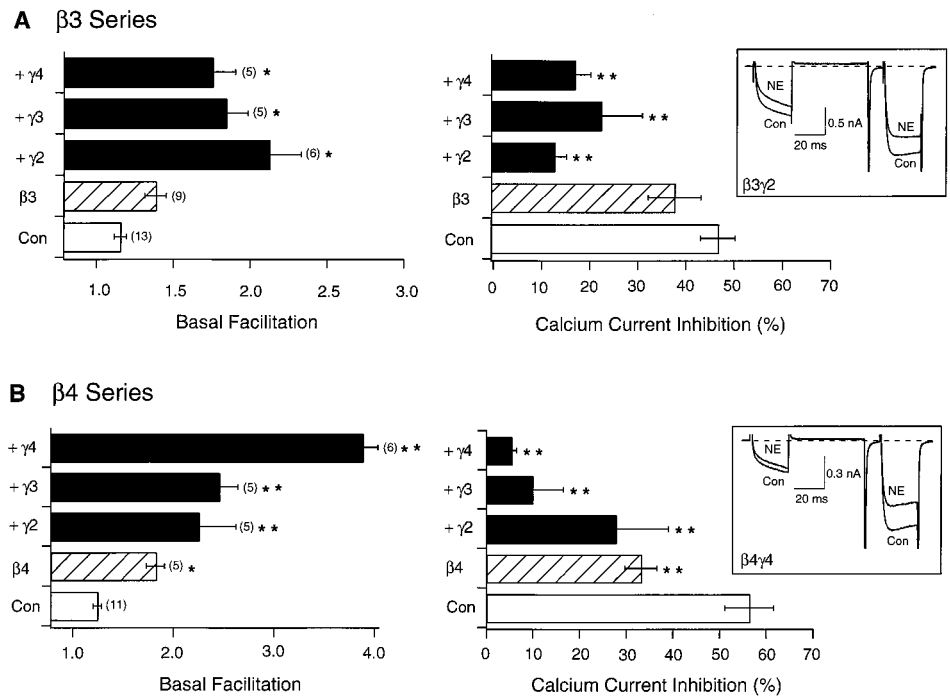 A β3 Series
+ γ4
(5) *
+ γ3
(5) *
+ γ2
(6) *
β3
(9)
Con
(13)
1.0 1.5 2.0 2.5 3.0
Basal Facilitation
+ γ4
* *
+ γ3
* *
+ γ2
* *
β3
Con
0 10 20 30 40 50 60 70
Calcium Current Inhibition (%)
NE
Con
0.5 nA
20 ms
NE
Con
β3γ2
B β4 Series
+ γ4
(6) * *
+ γ3
(5) * *
+ γ2
(5) * *
β4
(5) *
Con
(11)
1.0 2.0 3.0 4.0
Basal Facilitation
+ γ4
* *
+ γ3
* *
+ γ2
* *
β4
* *
Con
0 10 20 30 40 50 60 70
Calcium Current Inhibition (%)
NE
Con
0.3 nA
20 ms
NE
Con
β4γ4